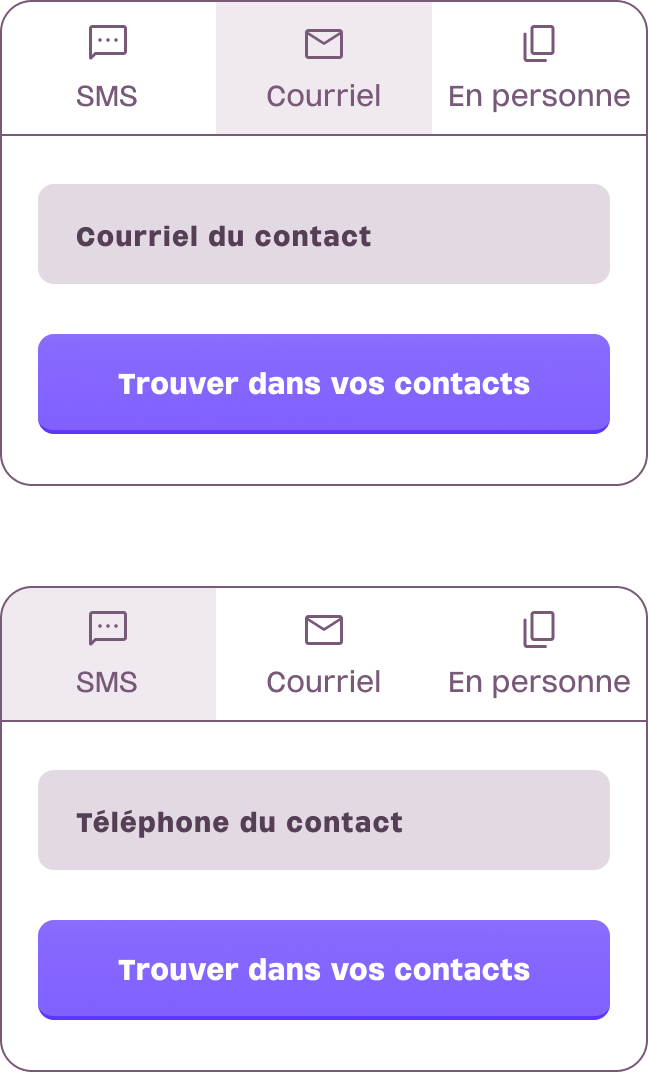 SMS
Courriel
En personne
Courriel du contact
Trouver dans vos contacts
SMS
Courriel
En personne
Téléphone du contact
Trouver dans vos contacts